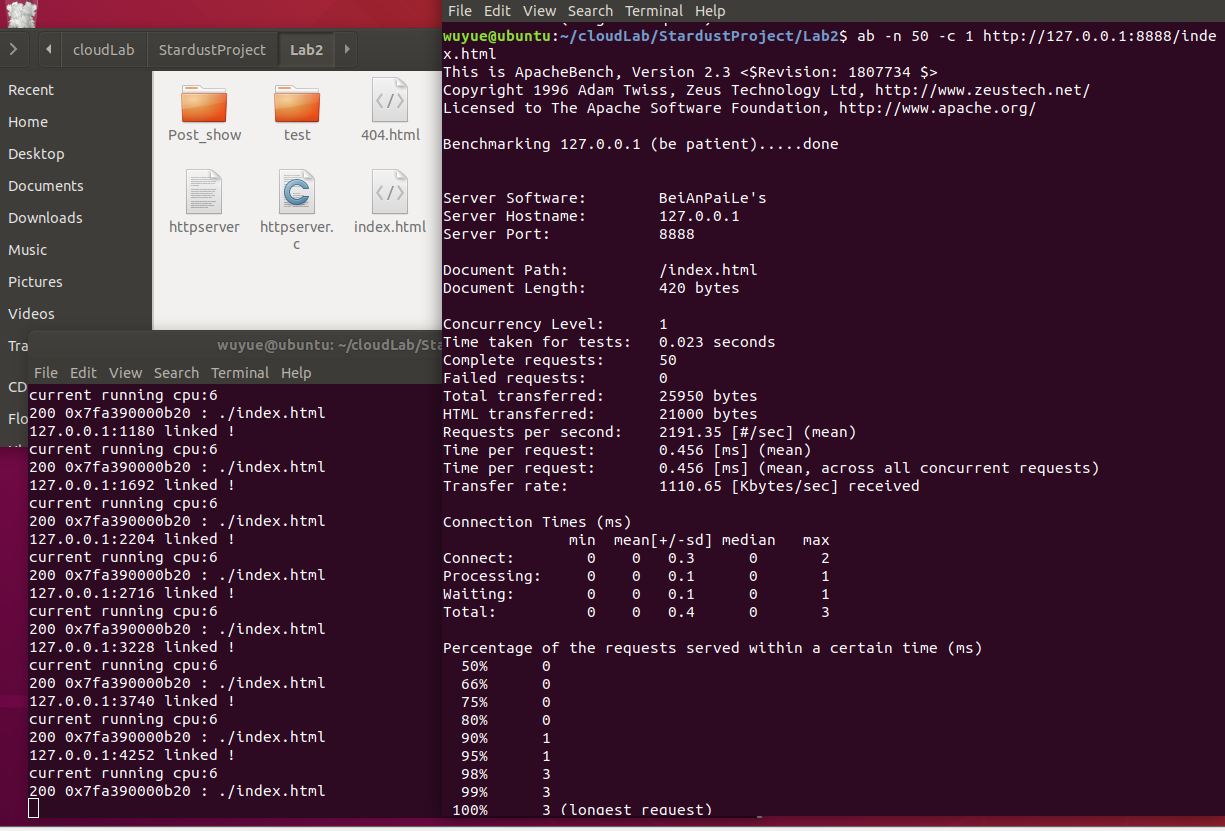 cloudLab StardustProject Lab2
Recent
Home
Desktop
Documents
Downloads
Music
Pictures
Videos
Tra
CD
Flo
Post_show test 404.html
httpserver httpserver.c index.html
wuyue@ubuntu: ~/cloudLab/Sta
File Edit View Search Terminal Help
current running cpu:6
200 0x7fa390000b20 : ./index.html
127.0.0.1:1180 linked !
current running cpu:6
200 0x7fa390000b20 : ./index.html
127.0.0.1:1692 linked !
current running cpu:6
200 0x7fa390000b20 : ./index.html
127.0.0.1:2204 linked !
current running cpu:6
200 0x7fa390000b20 : ./index.html
127.0.0.1:2716 linked !
current running cpu:6
200 0x7fa390000b20 : ./index.html
127.0.0.1:3228 linked !
current running cpu:6
200 0x7fa390000b20 : ./index.html
127.0.0.1:3740 linked !
current running cpu:6
200 0x7fa390000b20 : ./index.html
127.0.0.1:4252 linked !
current running cpu:6
200 0x7fa390000b20 : ./index.html
File Edit View Search Terminal Help
wuyue@ubuntu:~/cloudLab/StardustProject/Lab2$ ab -n 50 -c 1 http://127.0.0.1:8888/inde
x.html
This is ApacheBench, Version 2.3 <$Revision: 1807734 $>
Copyright 1996 Adam Twiss, Zeus Technology Ltd, http://www.zeustech.net/
Licensed to The Apache Software Foundation, http://www.apache.org/
Benchmarking 127.0.0.1 (be patient).....done
Server Software: BeiAnPaiLe's
Server Hostname: 127.0.0.1
Server Port: 8888
Document Path: /index.html
Document Length: 420 bytes
Concurrency Level: 1
Time taken for tests: 0.023 seconds
Complete requests: 50
Failed requests: 0
Total transferred: 25950 bytes
HTML transferred: 21000 bytes
Requests per second: 2191.35 [#/sec] (mean)
Time per request: 0.456 [ms] (mean)
Time per request: 0.456 [ms] (mean, across all concurrent requests)
Transfer rate: 1110.65 [Kbytes/sec] received
Connection Times (ms)
min mean[+/-sd] median max
Connect: 0 0 0.3 0 2
Processing: 0 0 0.1 0 1
Waiting: 0 0 0.1 0 1
Total: 0 0 0.4 0 3
Percentage of the requests served within a certain time (ms)
50% 0
66% 0
75% 0
80% 0
90% 1
95% 1
98% 3
99% 3
100% 3 (longest request)